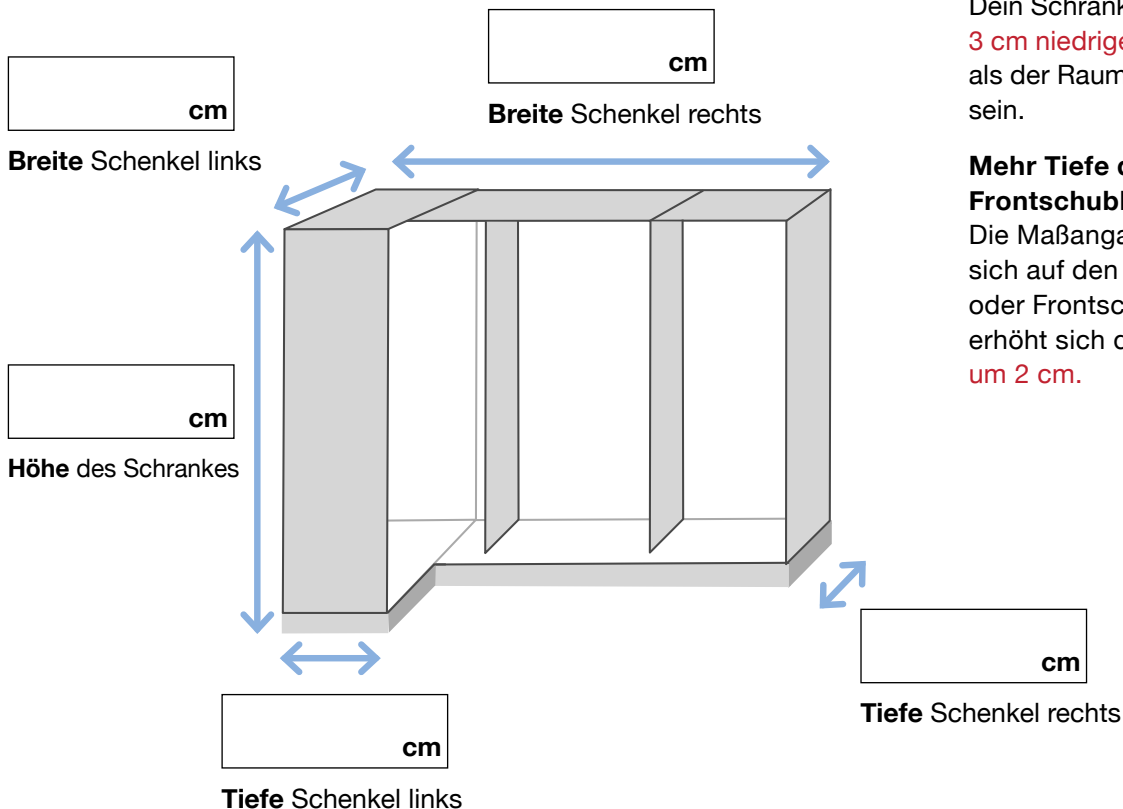 cm
Breite Schenkel links
cm
Breite Schenkel rechts
cm
Höhe des Schrankes
cm
Tiefe Schenkel links
cm
Tiefe Schenkel rechts
Dein Schrank
3 cm niedrige
als der Raum
sein.
Mehr Tiefe
Frontschubl
Die Maßanga
sich auf den
oder Frontsc
erhöht sich
um 2 cm.